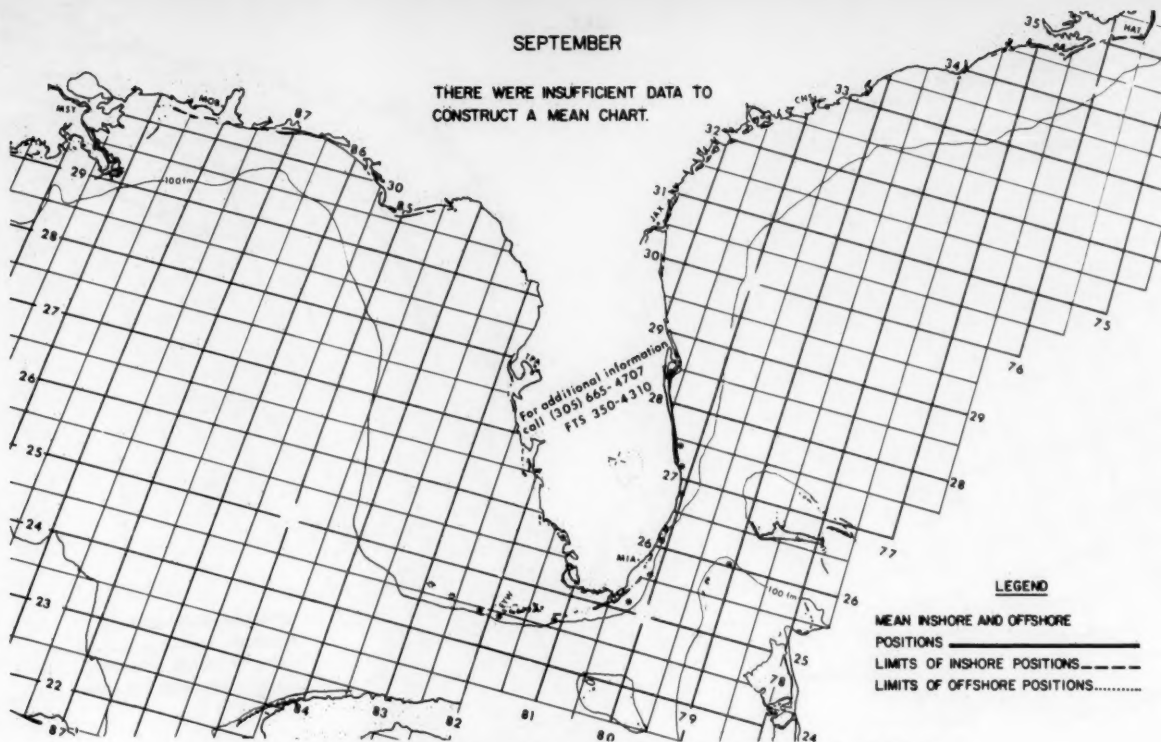 SEPTEMBER
THERE WERE INSUFFICIENT DATA TO
CONSTRUCT A MEAN CHART.
35
HAT
34
CHS
33
32
31
JAX
30
29
MSY
MOB
87
86
30
85
29
100 fm
28
27
26
25
24
23
22
TPA
For additional information
call (305) 665-4707
FTS 350-4310
28
27
26
MIA
EYW
75
76
29
28
77
100 fm
26
25
78
24
79
80
81
82
83
84
87
LEGEND
MEAN INSHORE AND OFFSHORE
POSITIONS
LIMITS OF INSHORE POSITIONS
LIMITS OF OFFSHORE POSITIONS